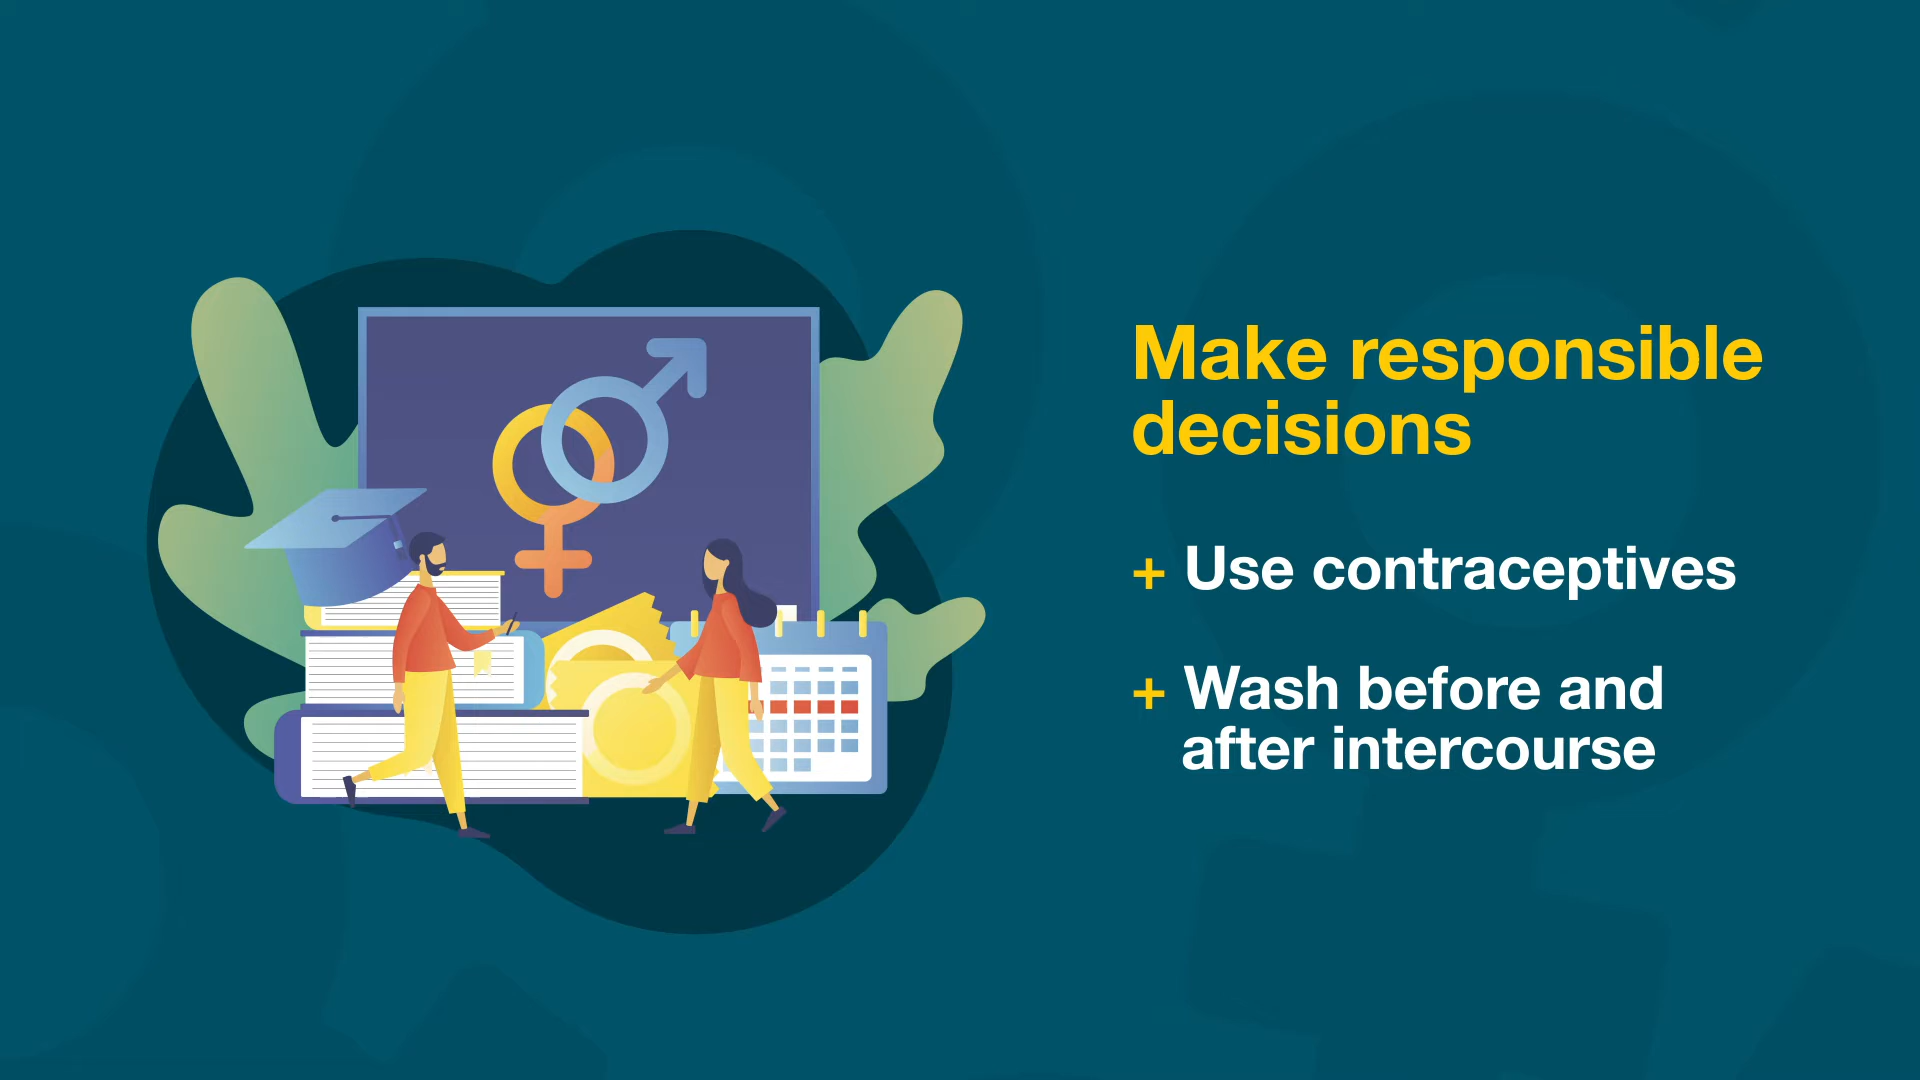 Make responsible
decisions
+ Use contraceptives
+ Wash before and
after intercourse